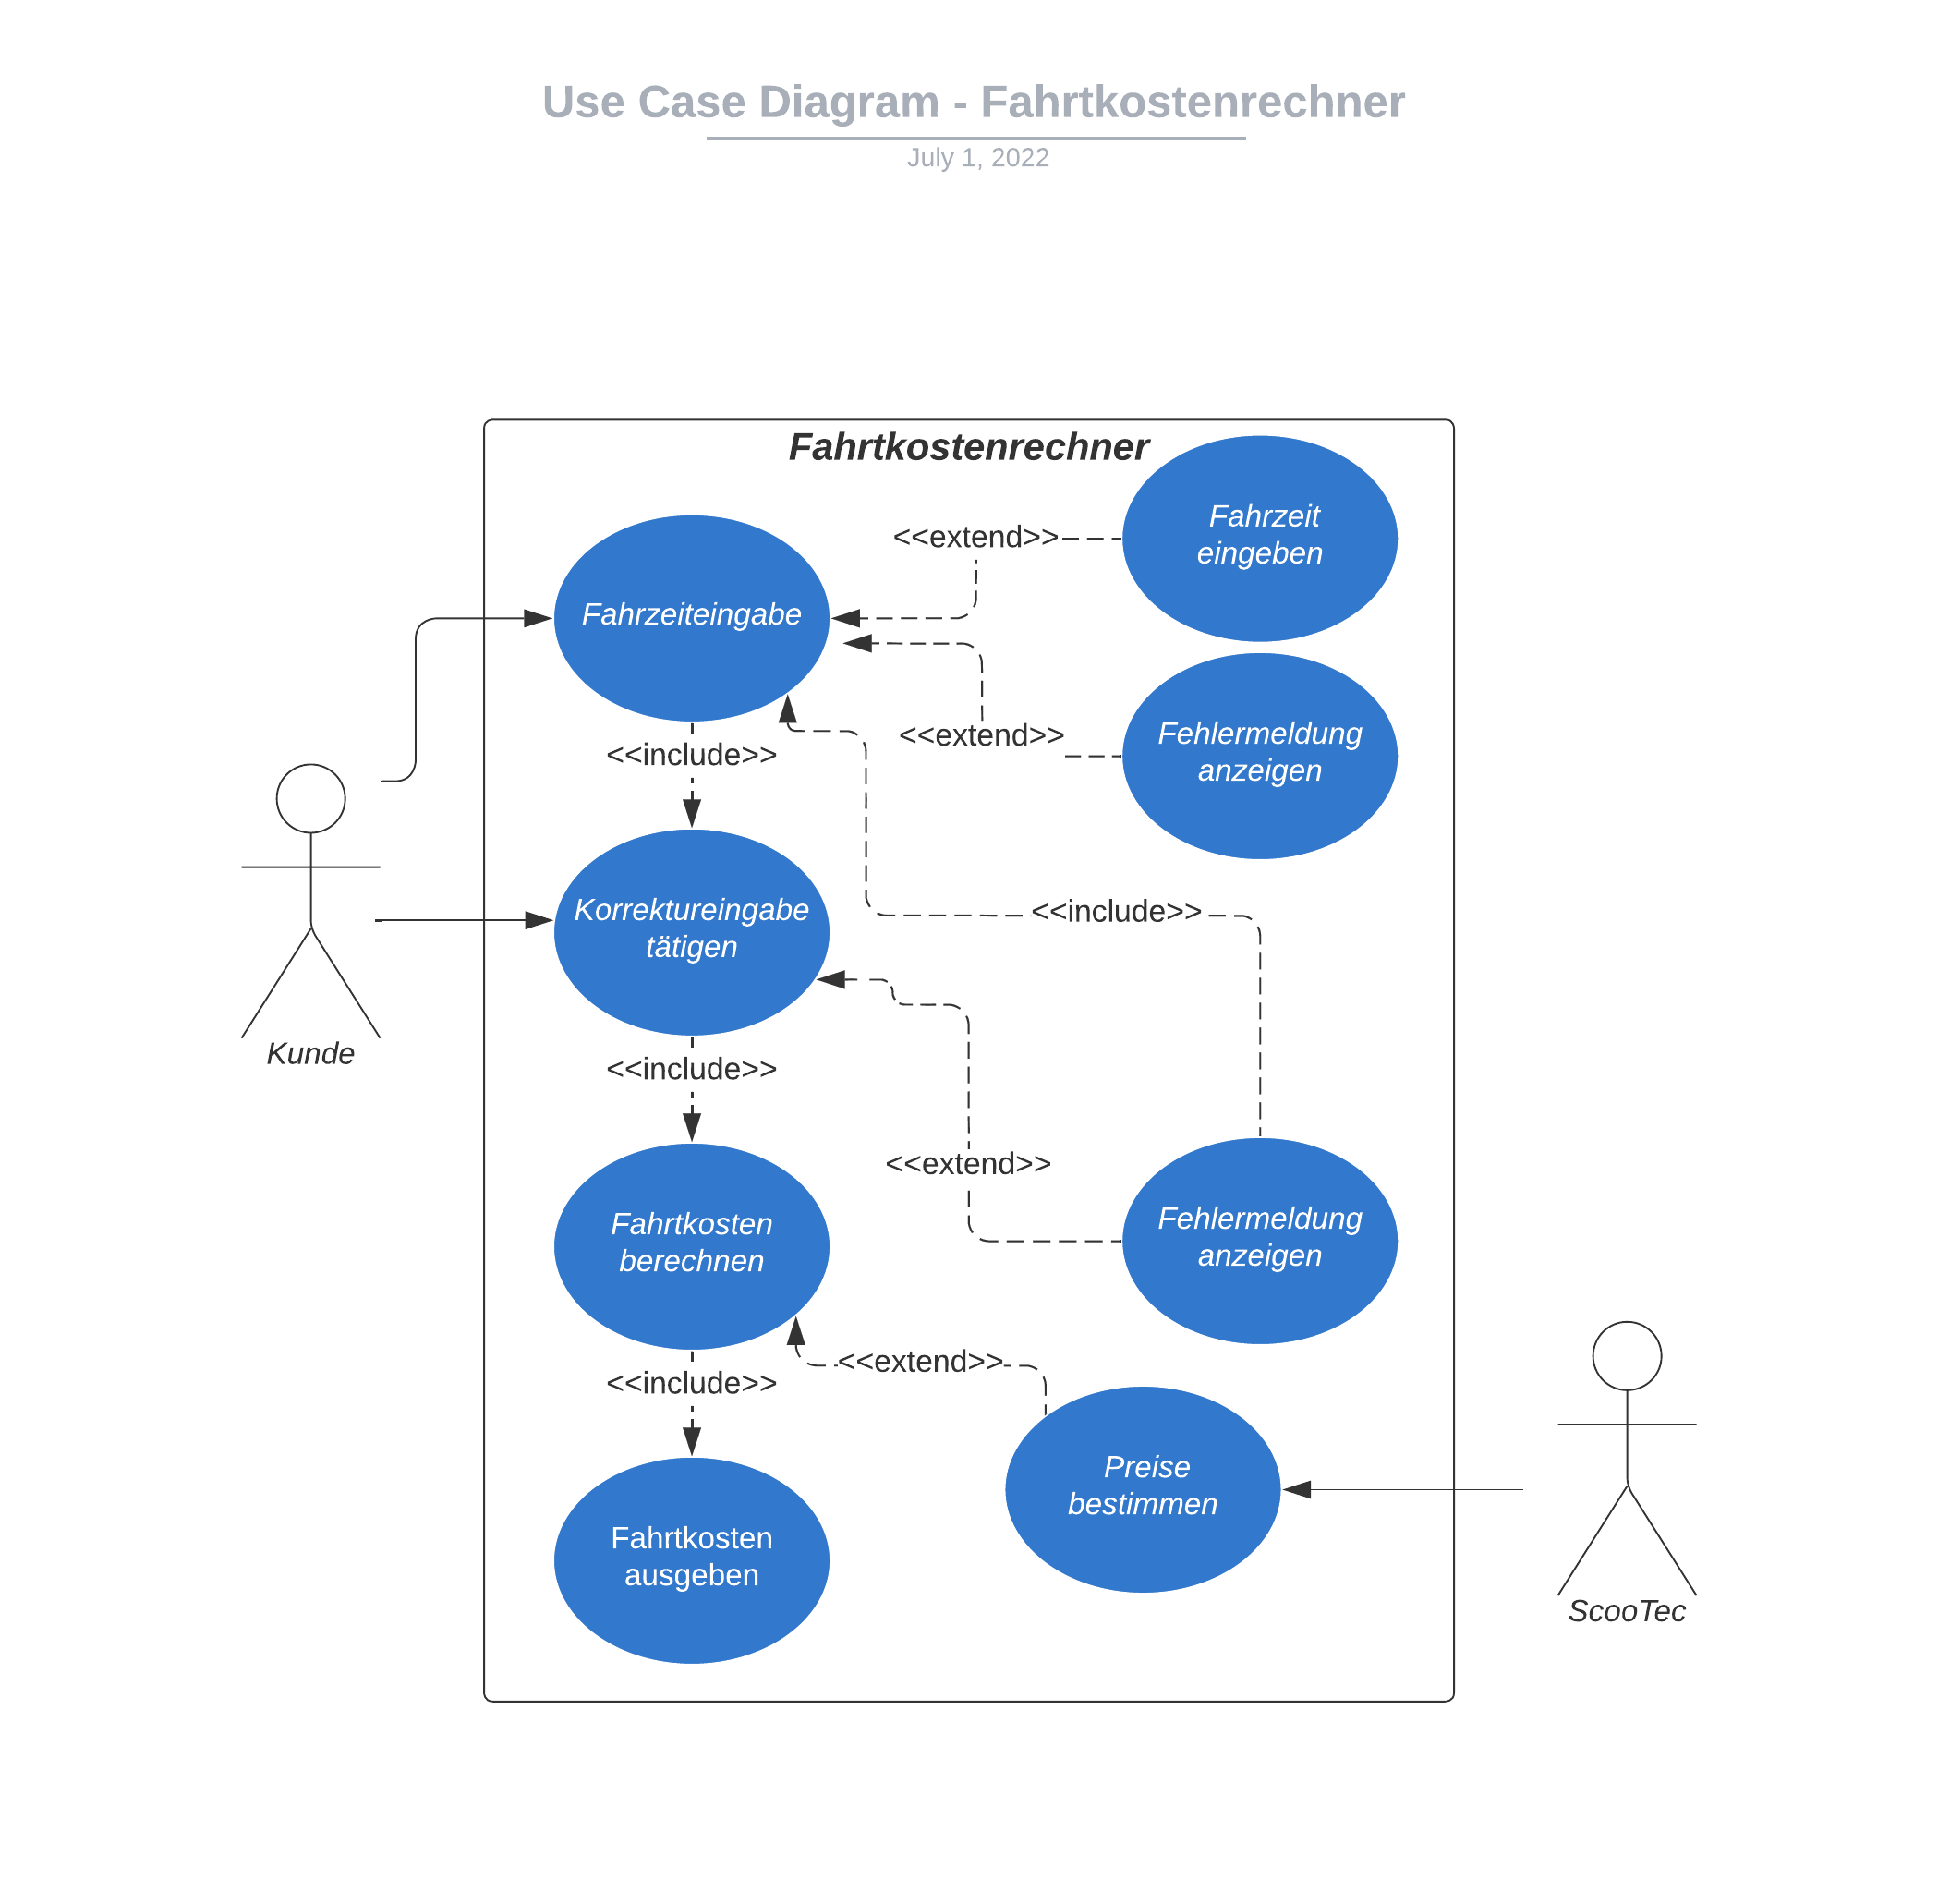 Use Case Diagram - Fahrtkostenrechner
July 1, 2022
Fahrtkostenrechner
Fahrzeit
eingeben
<<extend>>
Fahrzeiteingabe
<<extend>>
Fehlermeldung
anzeigen
<<include>>
Korrektureingabe
tätigen
<<include>>
Kunde
<<include>>
<<extend>>
Fahrtkosten
berechnen
Fehlermeldung
anzeigen
<<extend>>
<<include>>
Preise
bestimmen
Fahrtkosten
ausgeben
ScooTec